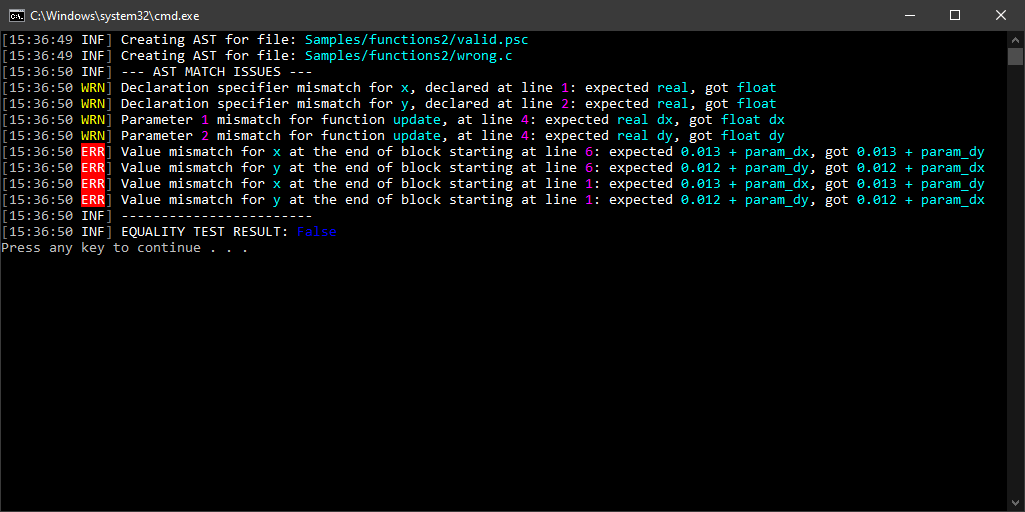 C:\Windows\system32\cmd.exe
[15:36:49 INF] Creating AST for file: Samples/functions2/valid.psc
[15:36:49 INF] Creating AST for file: Samples/functions2/wrong.c
[15:36:50 INF] --- AST MATCH ISSUES ---
[15:36:50 WRN] Declaration specifier mismatch for x, declared at line 1: expected real, got float
[15:36:50 WRN] Declaration specifier mismatch for y, declared at line 2: expected real, got float
[15:36:50 WRN] Parameter 1 mismatch for function update, at line 4: expected real dx, got float dx
[15:36:50 WRN] Parameter 2 mismatch for function update, at line 4: expected real dy, got float dy
[15:36:50 ERR] Value mismatch for x at the end of block starting at line 6: expected 0.013 + param_dx, got 0.013 + param_dy
[15:36:50 ERR] Value mismatch for y at the end of block starting at line 6: expected 0.012 + param_dy, got 0.012 + param_dx
[15:36:50 ERR] Value mismatch for x at the end of block starting at line 1: expected 0.013 + param_dx, got 0.013 + param_dy
[15:36:50 ERR] Value mismatch for y at the end of block starting at line 1: expected 0.012 + param_dy, got 0.012 + param_dx
[15:36:50 INF] ------------------------
[15:36:50 INF] EQUALITY TEST RESULT: False
Press any key to continue . . .